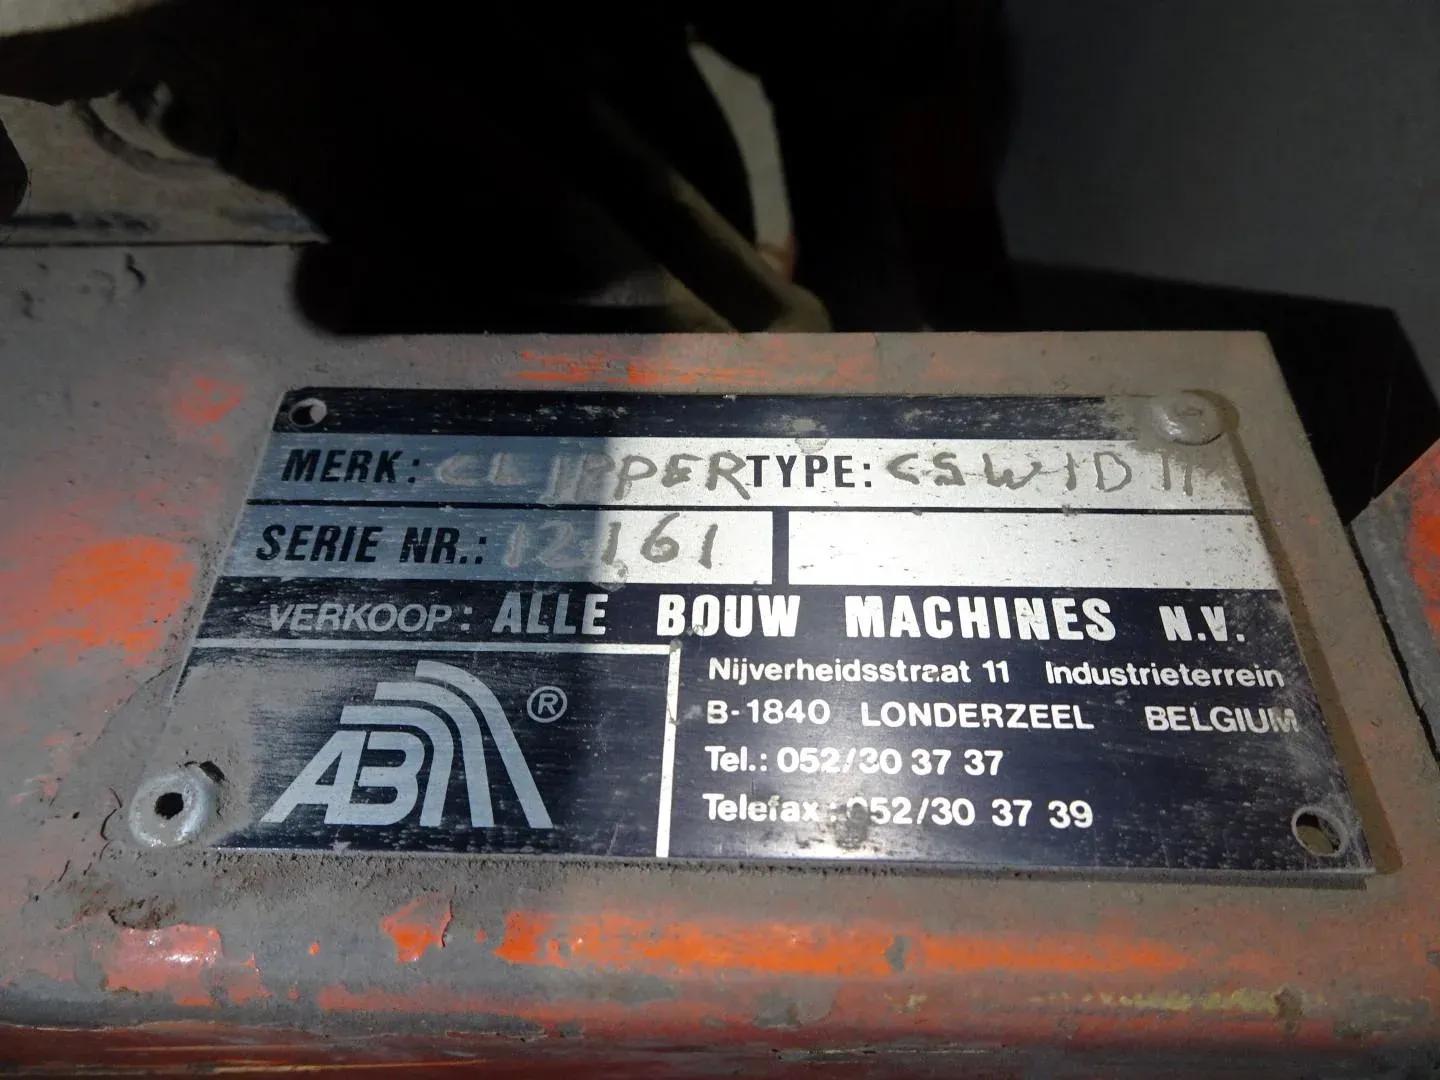 MERK: CLIPPER TYPE: CSW1D11
SERIE NR.: 12161
VERKOOP: ALLE BOUW MACHINES N.V.
ABM ®
Nijverheidsstraat 11 Industrieterrein
B-1840 LONDERZEEL BELGIUM
Tel.: 052/30 37 37
Telefax: 052/30 37 39